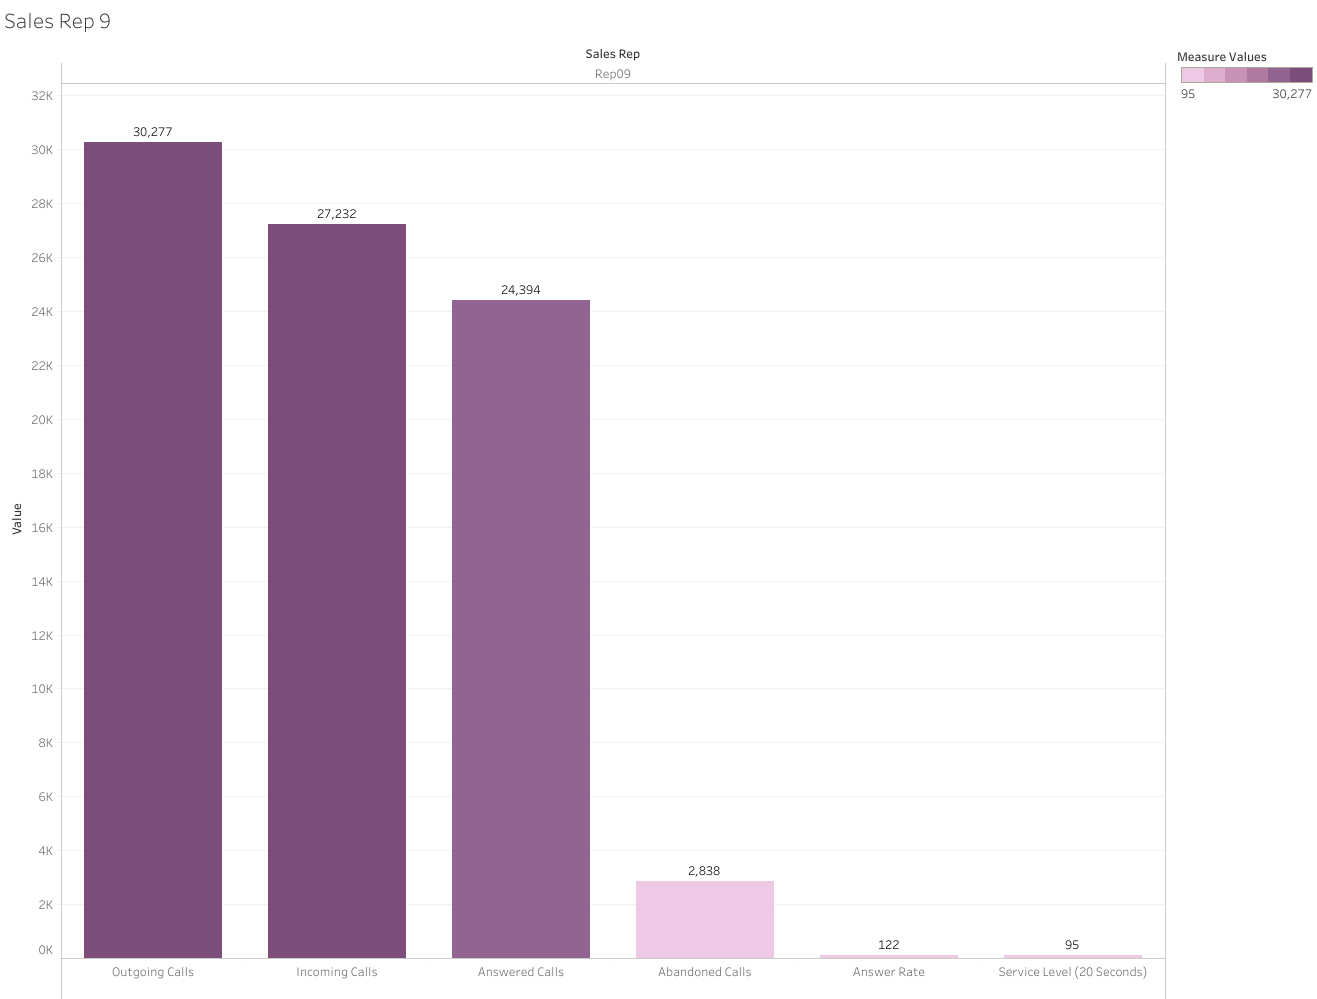 Sales Rep 9
Sales Rep
Rep09
Measure Values
95 30,277
32K
30K
28K
26K
24K
22K
20K
18K
16K
14K
12K
10K
8K
6K
4K
2K
0K
Value
30,277
27,232
24,394
2,838
122
95
Outgoing Calls
Incoming Calls
Answered Calls
Abandoned Calls
Answer Rate
Service Level (20 Seconds)